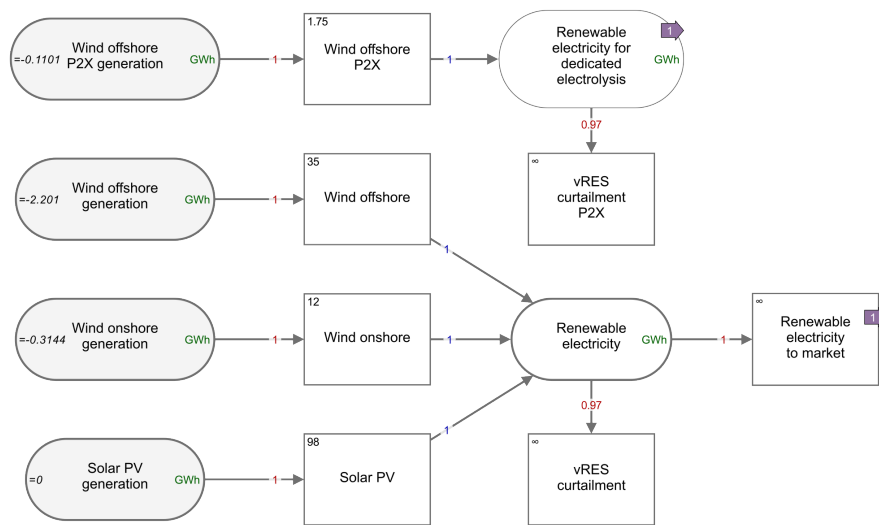 =-0.1101
Wind offshore
P2X generation
GWh
1
1.75
Wind offshore
P2X
1
Renewable
electricity for
dedicated
electrolysis
GWh
1
0.97
∞
vRES
curtailment
P2X
=-2.201
Wind offshore
generation
GWh
1
35
Wind offshore
1
=-0.3144
Wind onshore
generation
GWh
1
12
Wind onshore
1
Renewable
electricity
GWh
1
∞
Renewable
electricity
to market
1
0.97
∞
vRES
curtailment
=0
Solar PV
generation
GWh
1
98
Solar PV
1